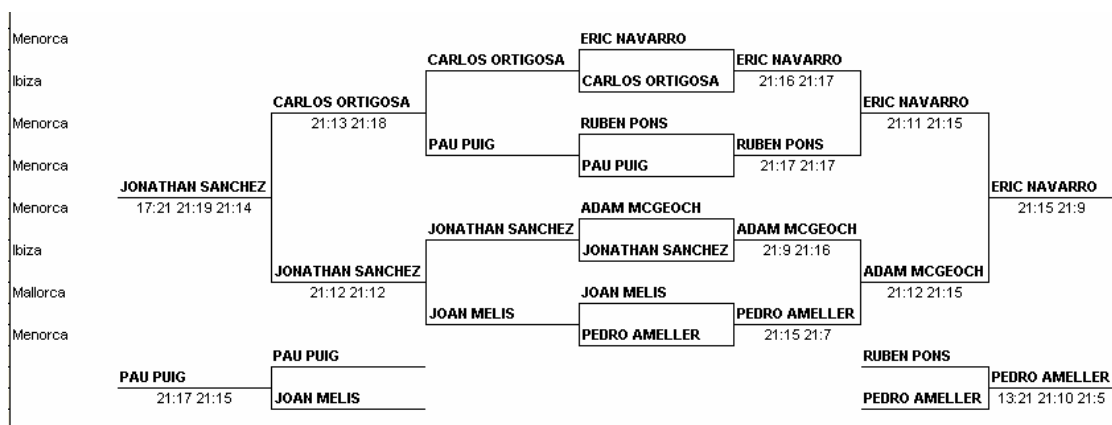 Menorca ERIC NAVARRO
CARLOS ORTIGOSA ERIC NAVARRO
Ibiza CARLOS ORTIGOSA 21:16 21:17
CARLOS ORTIGOSA ERIC NAVARRO
Menorca 21:13 21:18 RUBEN PONS 21:11 21:15
PAU PUIG RUBEN PONS
Menorca PAU PUIG 21:17 21:17
JONATHAN SANCHEZ ERIC NAVARRO
Menorca 17:21 21:19 21:14 ADAM MCGEOCH 21:15 21:9
JONATHAN SANCHEZ ADAM MCGEOCH
Ibiza JONATHAN SANCHEZ 21:9 21:16
JONATHAN SANCHEZ ADAM MCGEOCH
Mallorca 21:12 21:12 JOAN MELIS 21:12 21:15
JOAN MELIS PEDRO AMELLER
Menorca PEDRO AMELLER 21:15 21:7
PAU PUIG RUBEN PONS
PAU PUIG PEDRO AMELLER
21:17 21:15 JOAN MELIS PEDRO AMELLER 13:21 21:10 21:5